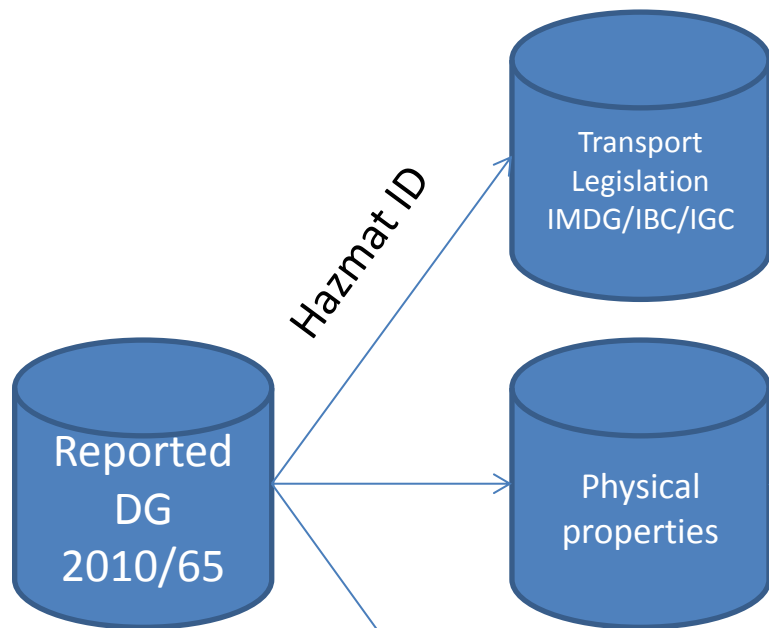 Transport
Legislation
IMDG/IBC/IGC
Hazmat ID
Reported
DG
2010/65
Physical
properties